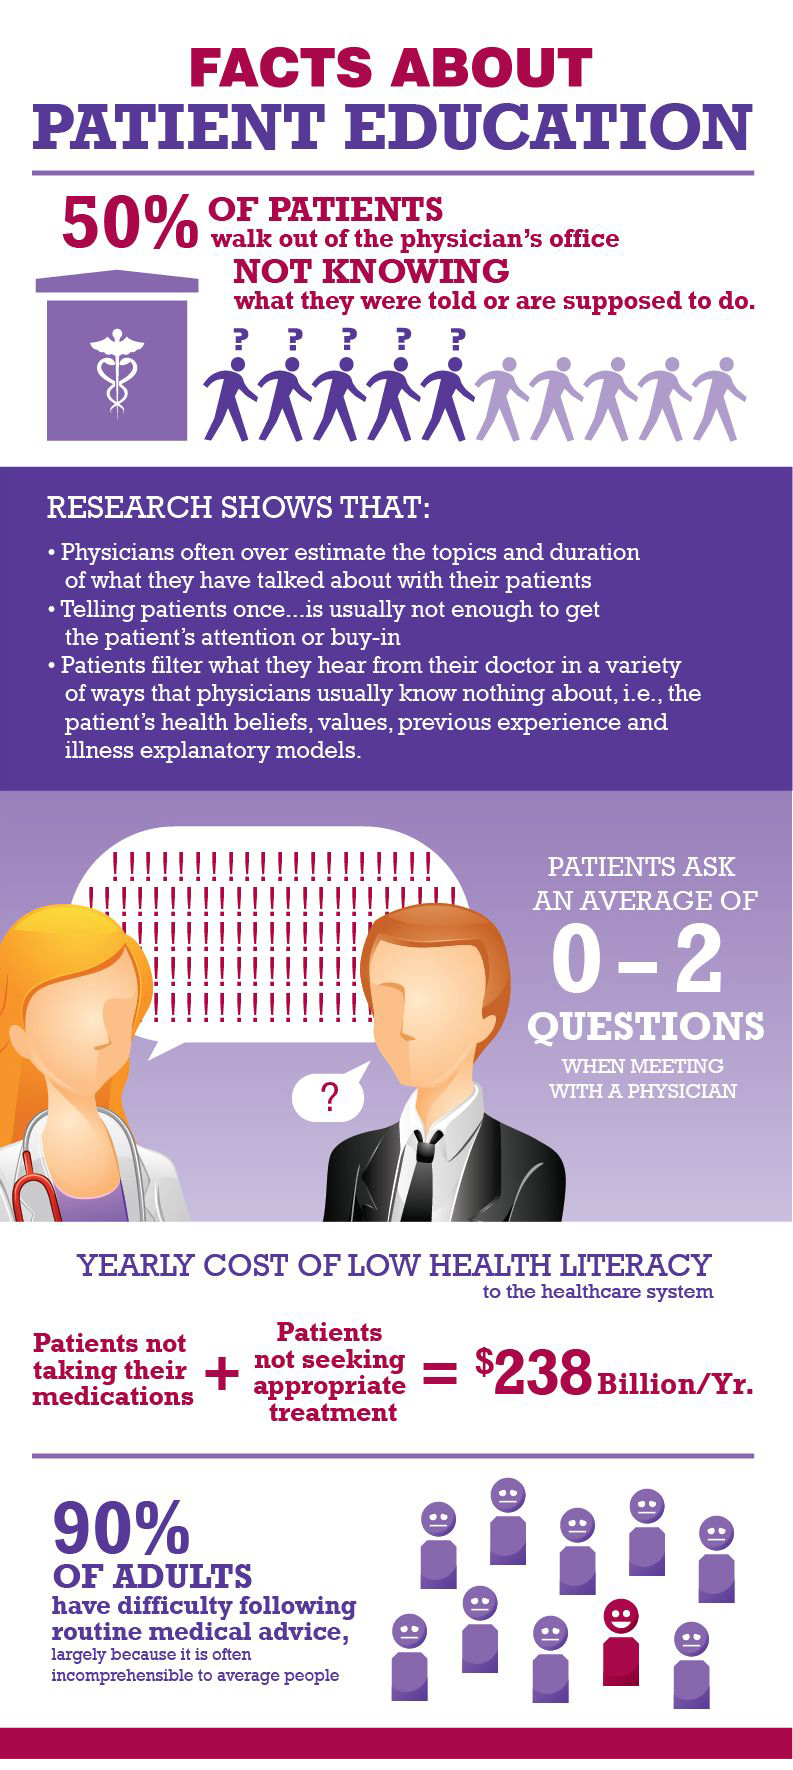 FACTS ABOUT
PATIENT EDUCATION
50% OF PATIENTS
walk out of the physician's office
NOT KNOWING
what they were told or are supposed to do.
? ? ? ? ?
RESEARCH SHOWS THAT:
• Physicians often over estimate the topics and duration
of what they have talked about with their patients
• Telling patients once...is usually not enough to get
the patient's attention or buy-in
• Patients filter what they hear from their doctor in a variety
of ways that physicians usually know nothing about, i.e., the
patient's health beliefs, values, previous experience and
illness explanatory models.
!!!!!!!!!!!!!!!!!!!!
!!!!!!!!!!!!!!!!!!!!!!!
!!!!!!!!!!!!!!!!
!!!!!!!!!!!!!!!
!!!!!!!!!!!!!!
?
PATIENTS ASK
AN AVERAGE OF
0 – 2
QUESTIONS
WHEN MEETING
WITH A PHYSICIAN
YEARLY COST OF LOW HEALTH LITERACY
to the healthcare system
Patients not
taking their
medications
+
Patients
not seeking
appropriate
treatment
= $238 Billion/Yr.
90%
OF ADULTS
have difficulty following
routine medical advice,
largely because it is often
incomprehensible to average people